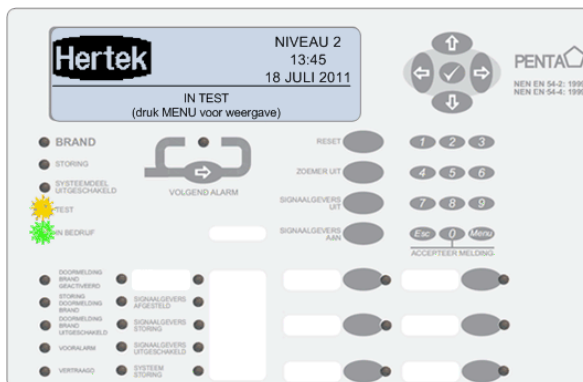 Hertek
NIVEAU 2
13:45
18 JULI 2011
IN TEST
(druk MENU voor weergave)
PENTA
NEN EN 54-2: 1999
NEN EN 54-4: 1999
BRAND
STORING
SYSTEEMDEEL
UITGESCHAKELD
TEST
IN BEDRIJF
VOLGEND ALARM
RESET
ZOEMER UIT
SIGNAALGEVERS
UIT
SIGNAALGEVERS
AAN
1 2 3
4 5 6
7 8 9
Esc 0 Menu
ACCEPTEER MELDING
DOORMELDING
BRAND
GEACTIVEERD
STORING
DOORMELDING
BRAND
DOORMELDING
BRAND
UITGESCHAKELD
VOORALARM
VERTRAAGD
SIGNAALGEVERS
AFGESTELD
SIGNAALGEVERS
STORING
SIGNAALGEVERS
UITGESCHAKELD
SYSTEEM
STORING